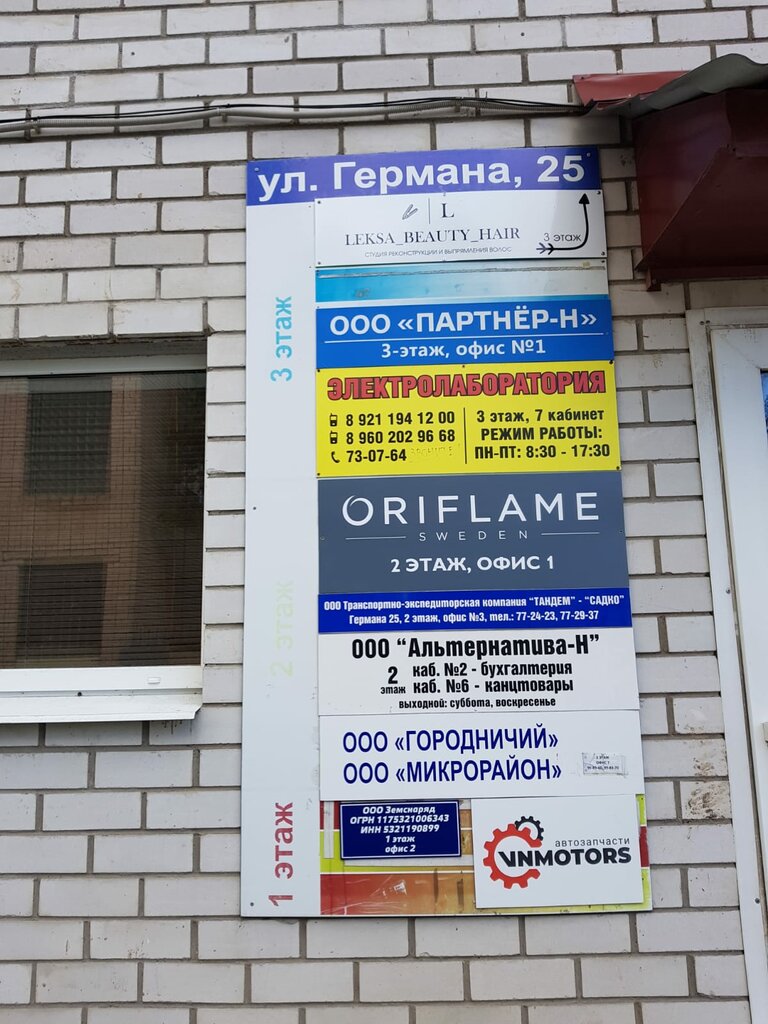 ул. Германа, 25
L
LEKSA_BEAUTY_HAIR
СТУДИЯ РЕКОНСТРУКЦИИ И ВЫПРЯМЛЕНИЯ ВОЛОС
3 этаж
3 этаж
ООО «ПАРТНЁР-Н»
3-этаж, офис №1
ЭЛЕКТРОЛАБОРАТОРИЯ
8 921 194 12 00
8 960 202 96 68
73-07-64
3 этаж, 7 кабинет
РЕЖИМ РАБОТЫ:
ПН-ПТ: 8:30 - 17:30
2 этаж
ORIFLAME
SWEDEN
2 ЭТАЖ, ОФИС 1
ООО Транспортно-экспедиторская компания "ТАНДЕМ" - "САДКО"
Германа 25, 2 этаж, офис №3, тел.: 77-24-23, 77-29-37
ООО "Альтернатива-Н"
2 этаж
каб. №2 - бухгалтерия
каб. №6 - канцтовары
выходной: суббота, воскресенье
ООО «ГОРОДНИЧИЙ»
ООО «МИКРОРАЙОН»
1 этаж
ООО Земснаряд
ОГРН 1175321006343
ИНН 5321190899
1 этаж
офис 2
автозапчасти
VNMOTORS